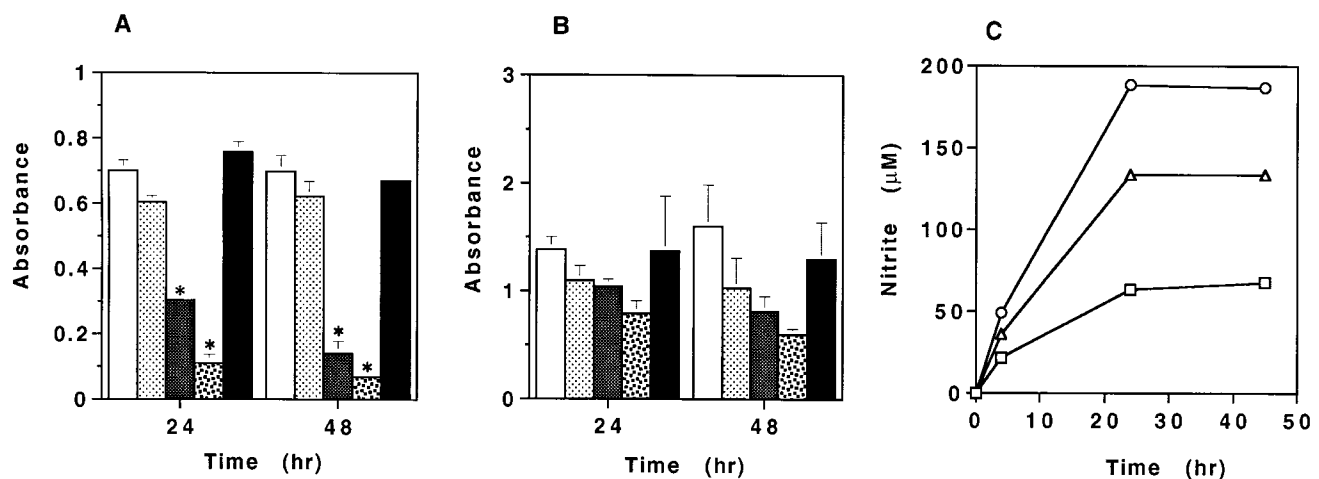 A
Absorbance
1
0.8
0.6
0.4
0.2
0
* * * *
24 48
Time (hr)
B
Absorbance
3
2
1
0
24 48
Time (hr)
C
Nitrite (μM)
200
150
100
50
0
0 10 20 30 40 50
Time (hr)